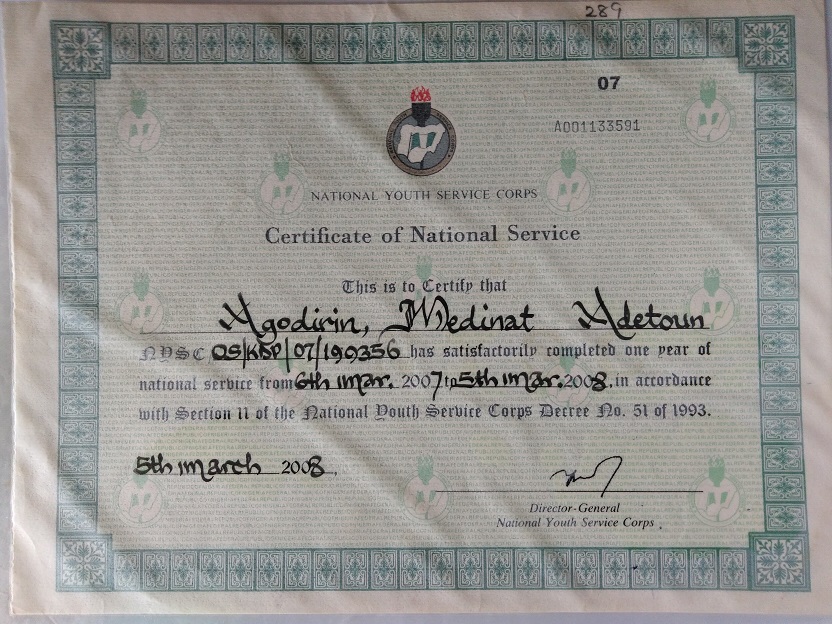 289
07
A001133591
NATIONAL YOUTH SERVICE CORPS
Certificate of National Service
This is to Certify that
Agodirin, Medinat Adetoun
NYSC OS/KDP/07/199356 has satisfactorily completed one year of
national service from 6th mar. 2007 to 5th mar. 2008, in accordance
with Section 11 of the National Youth Service Corps Decree No. 51 of 1993.
5th march 2008.
Director-General
National Youth Service Corps